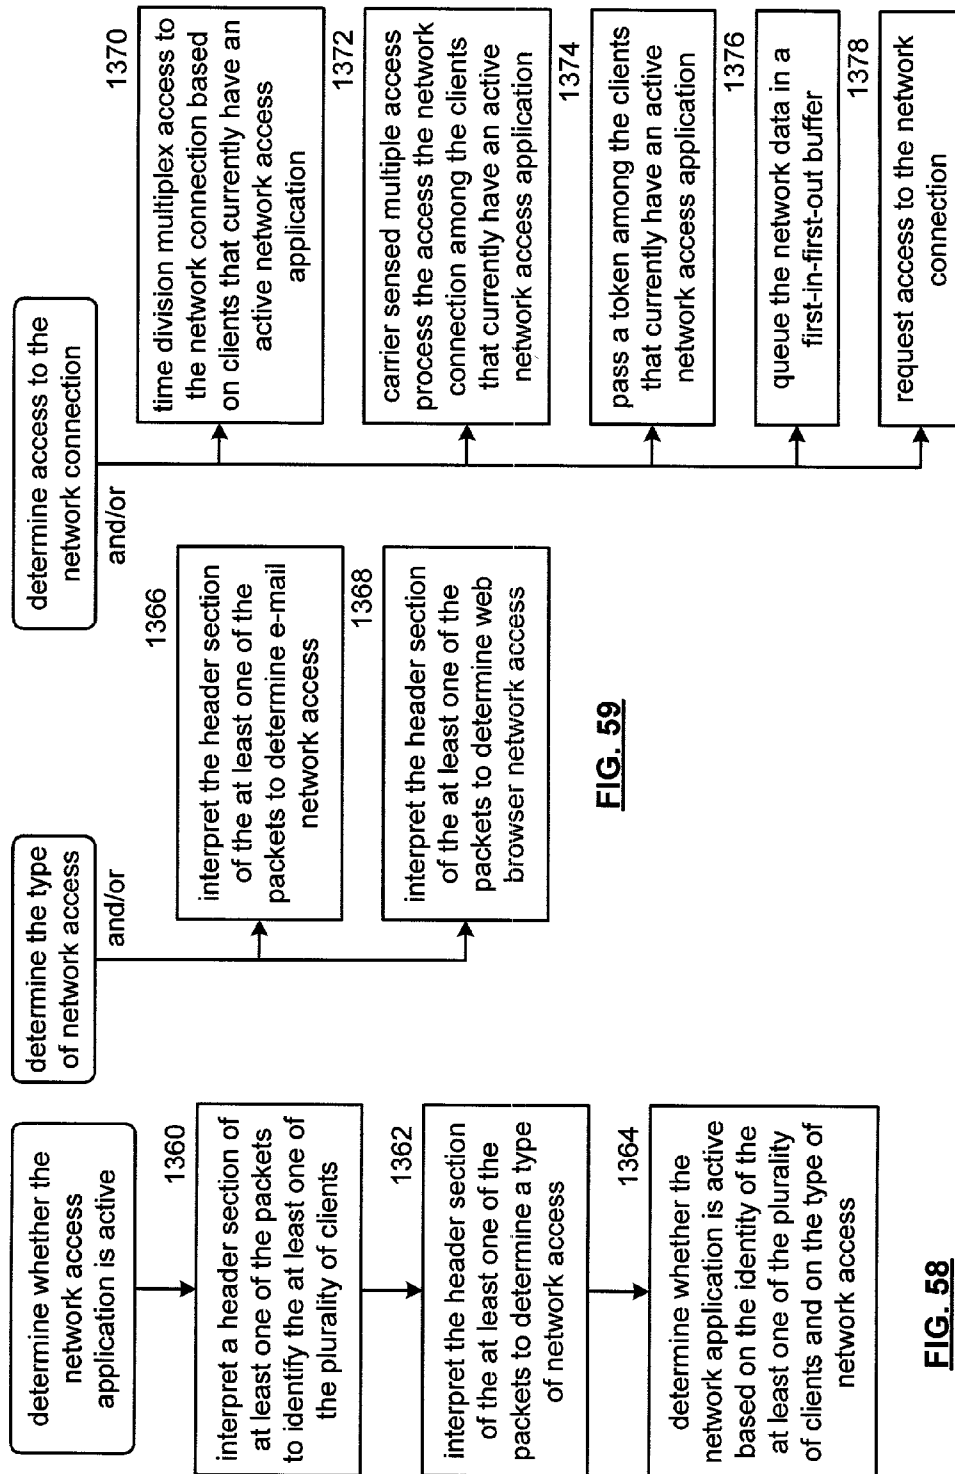 determine whether the
network access
application is active
1360
interpret a header section of
at least one of the packets
to identify the at least one of
the plurality of clients
1362
interpret the header section
of the at least one of the
packets to determine a type
of network access
1364
determine whether the
network application is active
based on the identity of the
at least one of the plurality
of clients and on the type of
network access
FIG. 58
determine the type
of network access
and/or
1366
interpret the header section
of the at least one of the
packets to determine e-mail
network access
1368
interpret the header section
of the at least one of the
packets to determine web
browser network access
FIG. 59
determine access to the
network connection
and/or
1370
time division multiplex access to
the network connection based
on clients that currently have an
active network access
application
1372
carrier sensed multiple access
process the access the network
connection among the clients
that currently have an active
network access application
1374
pass a token among the clients
that currently have an active
network access application
1376
queue the network data in a
first-in-first-out buffer
1378
request access to the network
connection